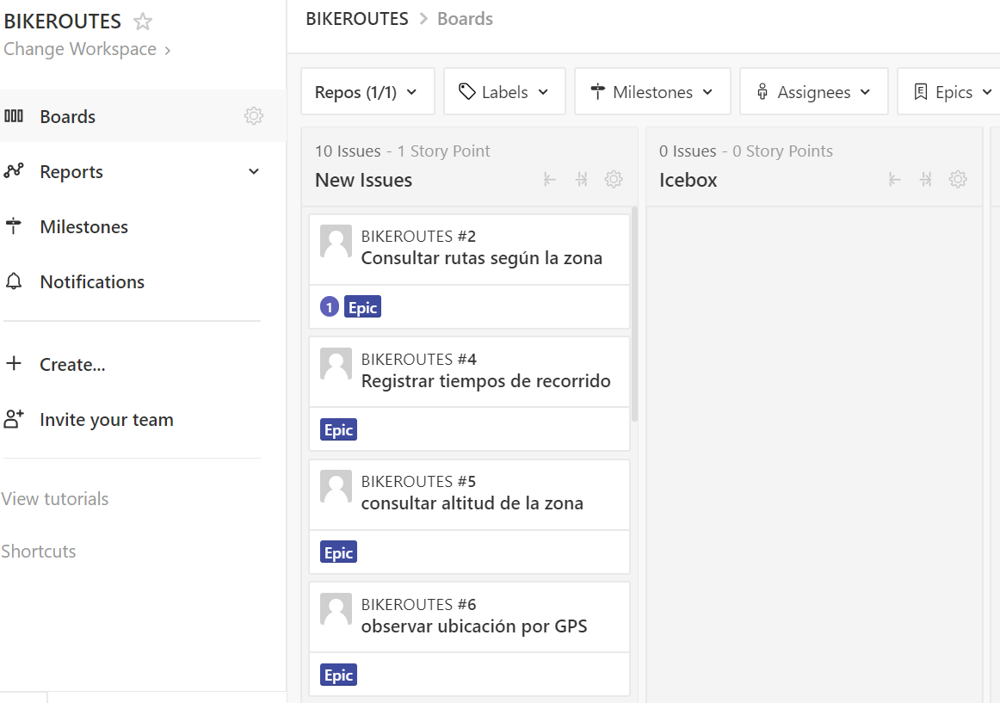 BIKEROUTES
Change Workspace
Boards
Reports
Milestones
Notifications
Create...
Invite your team
View tutorials
Shortcuts
BIKEROUTES > Boards
Repos (1/1)
Labels
Milestones
Assignees
Epics
10 Issues - 1 Story Point
New Issues
BIKEROUTES #2
Consultar rutas según la zona
1 Epic
BIKEROUTES #4
Registrar tiempos de recorrido
Epic
BIKEROUTES #5
consultar altitud de la zona
Epic
BIKEROUTES #6
observar ubicación por GPS
Epic
0 Issues - 0 Story Points
Icebox